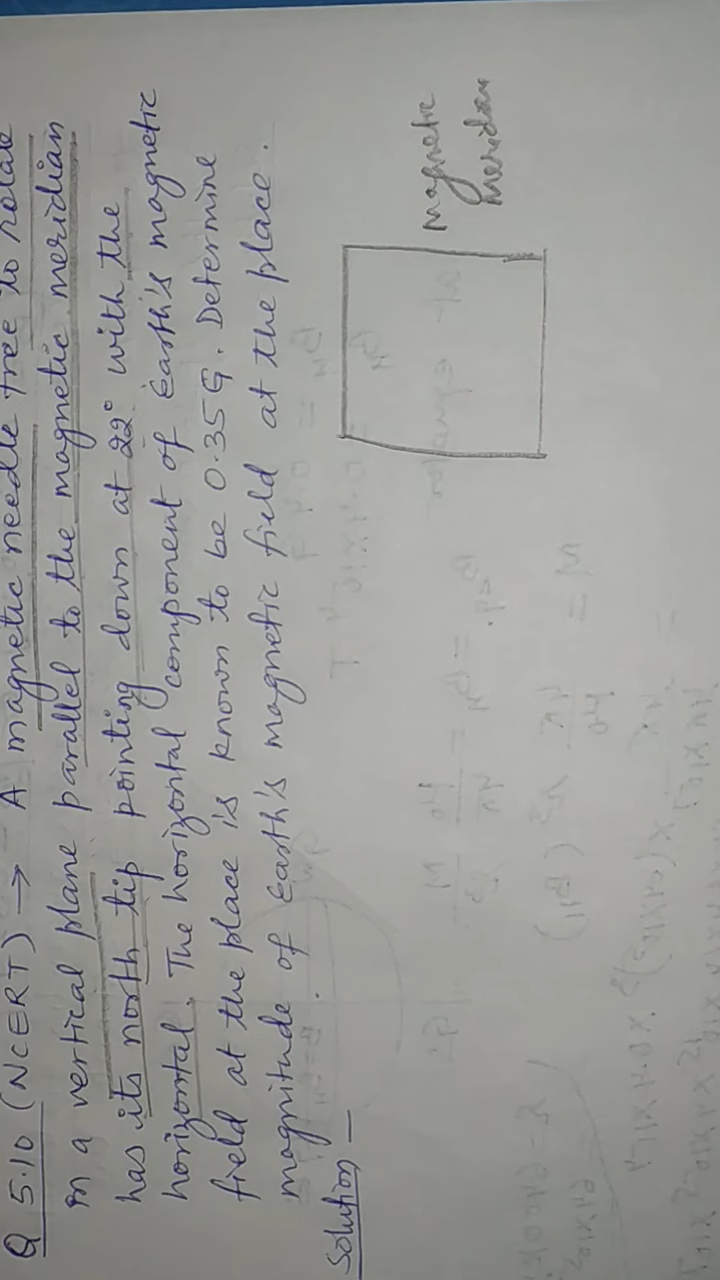 Q 5.10 (NCERT) → A magnetic needle free to rotate
in a vertical plane parallel to the magnetic meridian
has its north tip pointing down at 22° with the
horizontal. The horizontal component of Earth's magnetic
field at the place is known to be 0.35 G. Determine
magnitude of Earth's magnetic field at the place.
Solution –
Magnetic
meridian